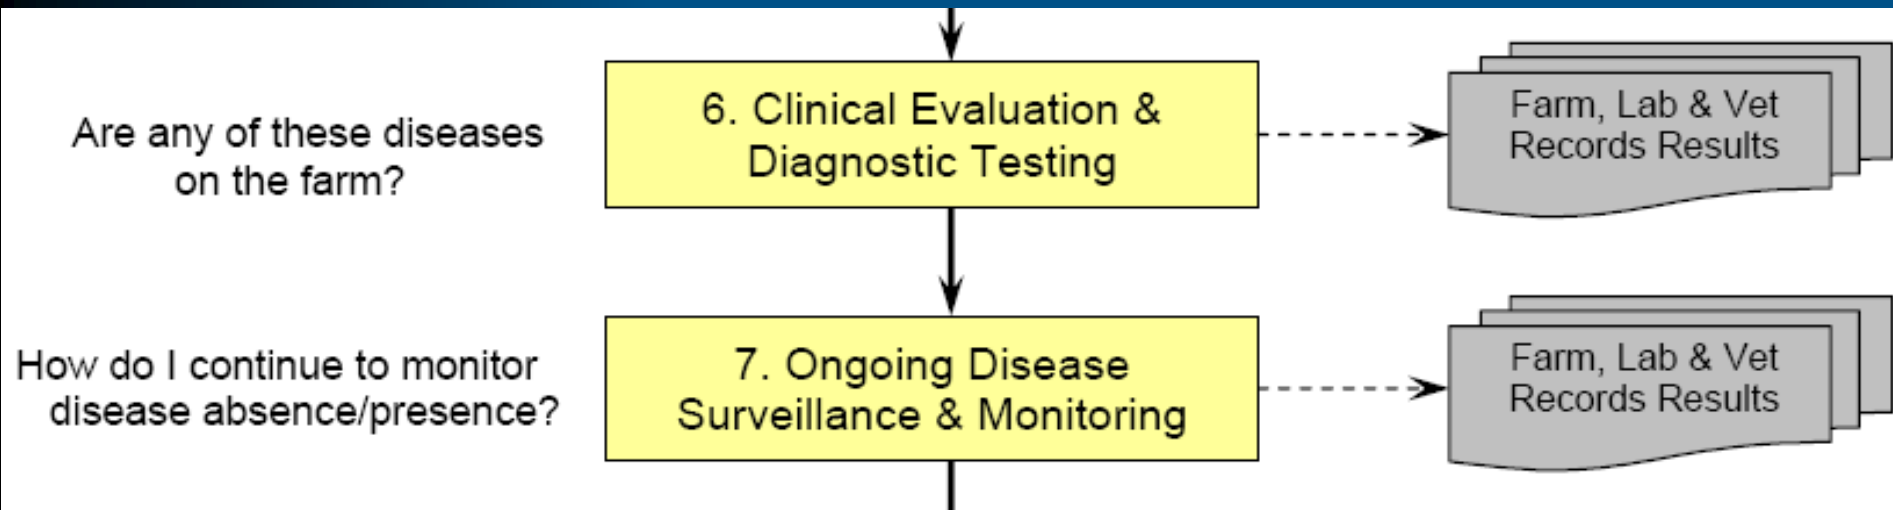 Are any of these diseases
on the farm?
6. Clinical Evaluation &
Diagnostic Testing
Farm, Lab & Vet
Records Results
How do I continue to monitor
disease absence/presence?
7. Ongoing Disease
Surveillance & Monitoring
Farm, Lab & Vet
Records Results